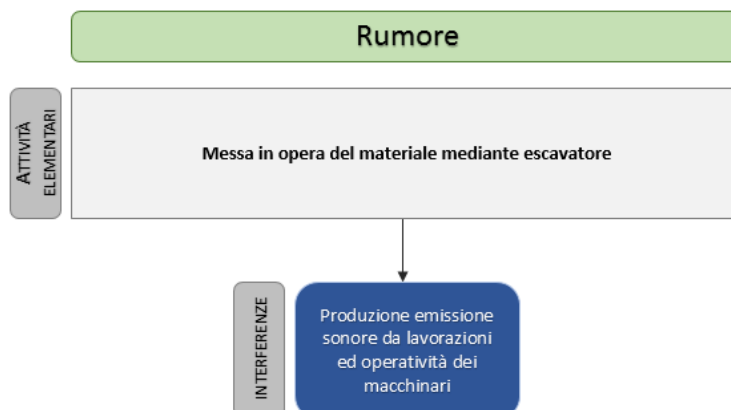 Rumore
ATTIVITÀ
ELEMENTARI
Messa in opera del materiale mediante escavatore
INTERFERENZE
Produzione emissione
sonore da lavorazioni
ed operatività dei
macchinari